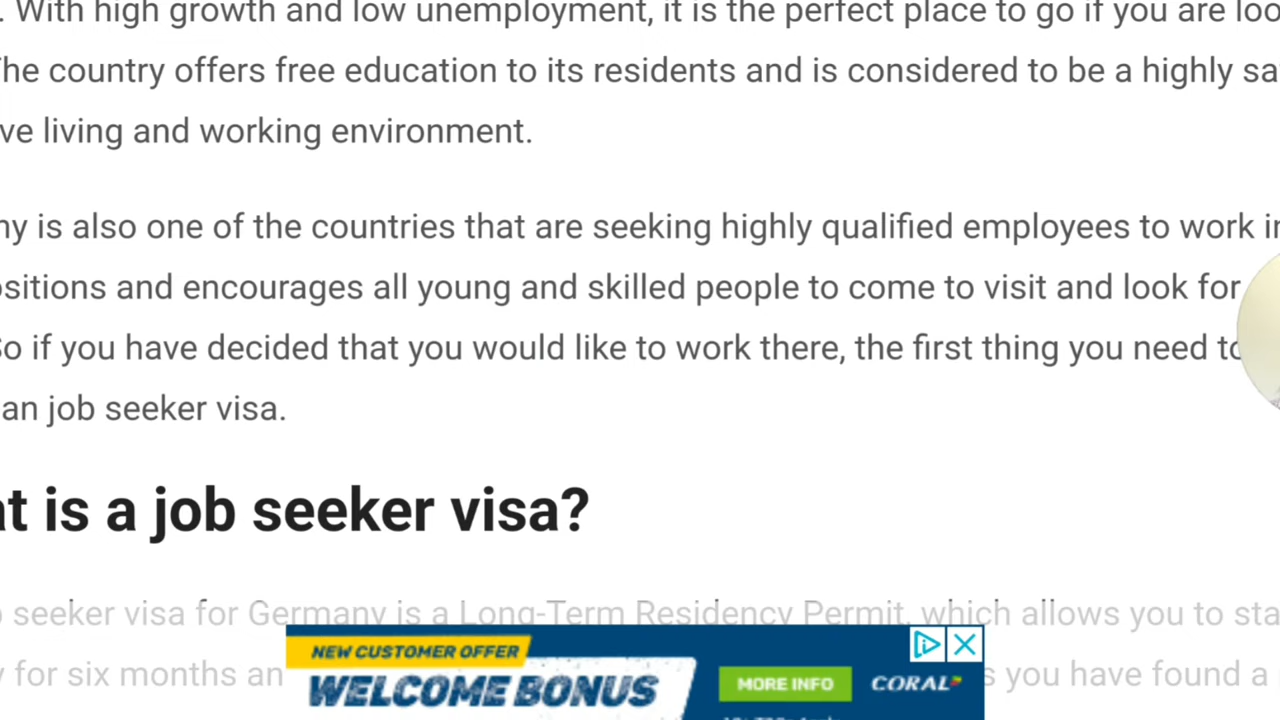 . With high growth and low unemployment, it is the perfect place to go if you are
he country offers free education to its residents and is considered to be a highly
ve living and working environment.
ny is also one of the countries that are seeking highly qualified employees to work
ositions and encourages all young and skilled people to come to visit and look for
So if you have decided that you would like to work there, the first thing you need to
an job seeker visa.
at is a job seeker visa?
seeker visa for Germany is a Long-Term Residency Permit, which allows you to
y for six months an
s you have found a
NEW CUSTOMER OFFER
WELCOME BONUS
MORE INFO
CORAL